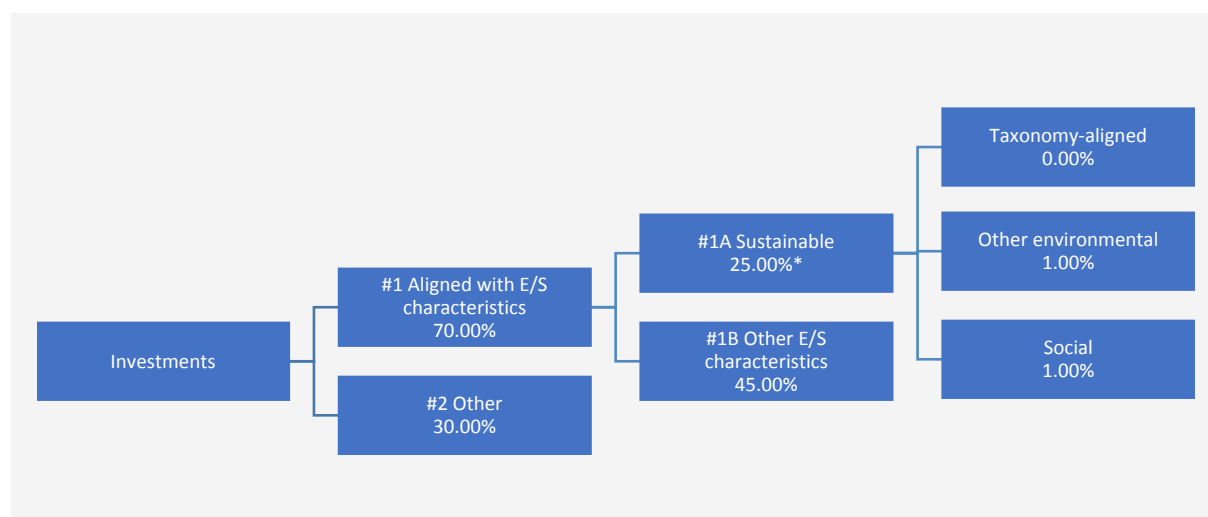 Investments
#1 Aligned with E/S
characteristics
70.00%
#2 Other
30.00%
#1A Sustainable
25.00%*
#1B Other E/S
characteristics
45.00%
Taxonomy-aligned
0.00%
Other environmental
1.00%
Social
1.00%